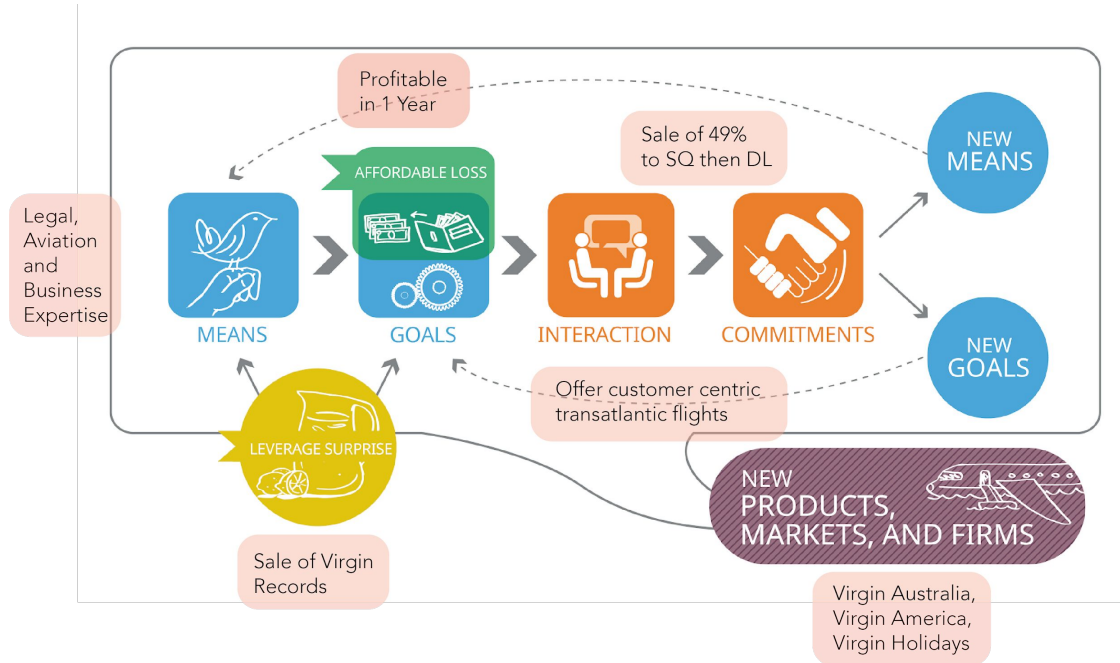 Profitable
in 1 Year
Sale of 49%
to SQ then DL
NEW
MEANS
AFFORDABLE LOSS
Legal,
Aviation
and
Business
Expertise
MEANS
GOALS
INTERACTION
COMMITMENTS
NEW
GOALS
Offer customer centric
transatlantic flights
LEVERAGE SURPRISE
NEW
PRODUCTS,
MARKETS, AND FIRMS
Sale of Virgin
Records
Virgin Australia,
Virgin America,
Virgin Holidays